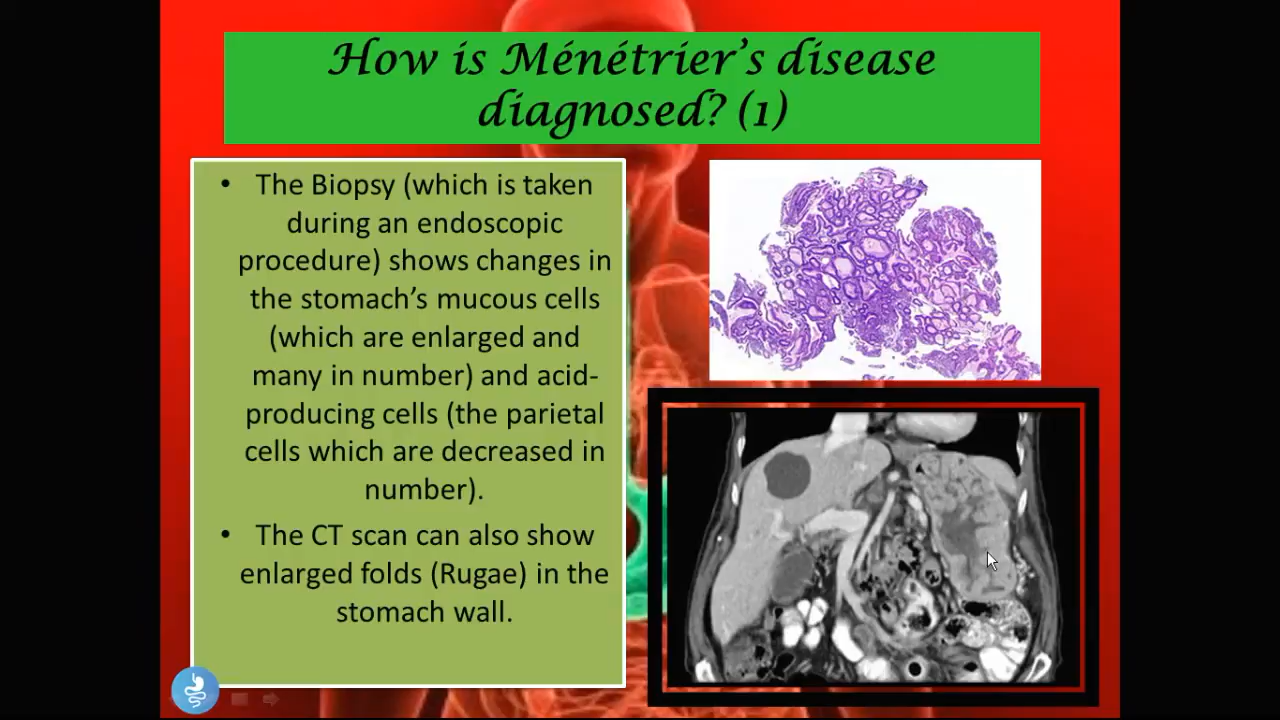 How is Ménétrier's disease
diagnosed? (1)
• The Biopsy (which is taken
during an endoscopic
procedure) shows changes in
the stomach's mucous cells
(which are enlarged and
many in number) and acid-
producing cells (the parietal
cells which are decreased in
number).
• The CT scan can also show
enlarged folds (Rugae) in the
stomach wall.